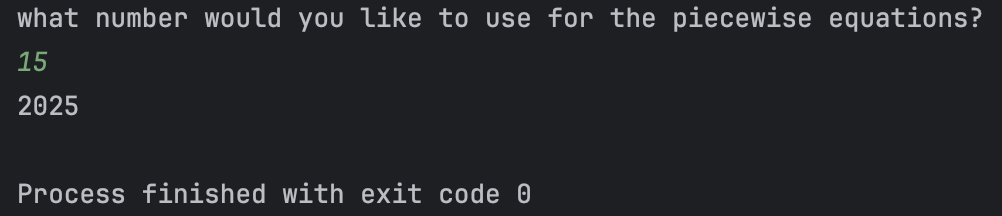 what number would you like to use for the piecewise equations?
15
2025
Process finished with exit code 0